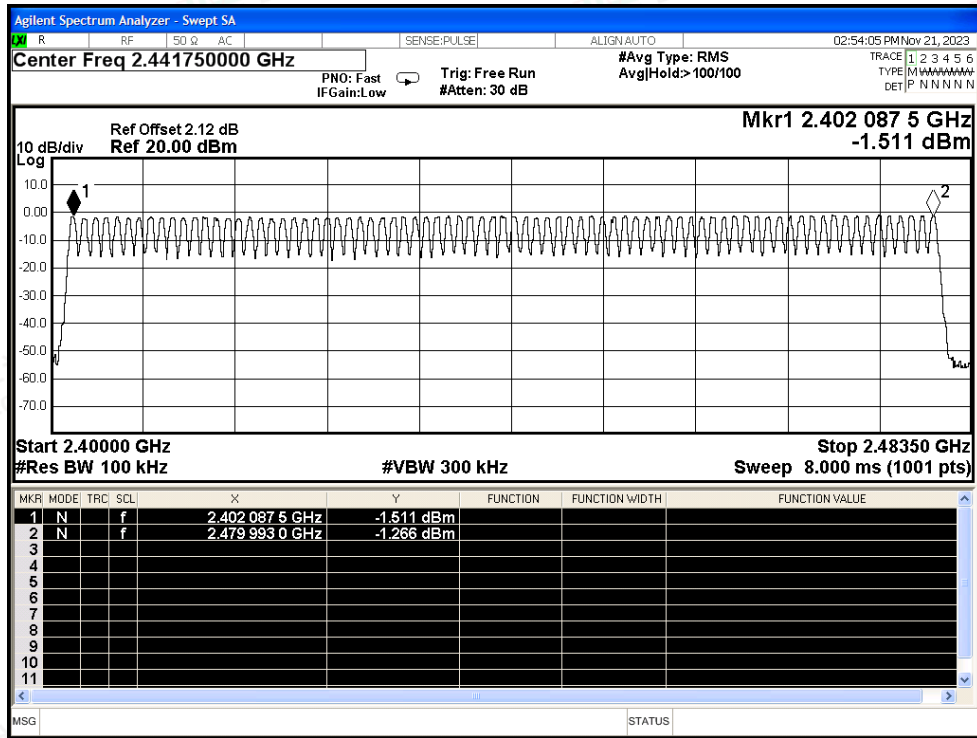 Agilent Spectrum Analyzer - Swept SA
LXI R RF 50 Ω AC SENSE:PULSE ALIGN AUTO 02:54:05 PM Nov 21, 2023
Center Freq 2.441750000 GHz
PNO: Fast
IFGain:Low
Trig: Free Run
#Atten: 30 dB
#Avg Type: RMS
Avg|Hold:>100/100
TRACE 1 2 3 4 5 6
TYPE M
DET P N N N N N
Ref Offset 2.12 dB
10 dB/div Ref 20.00 dBm
Log
Mkr1 2.402 087 5 GHz
-1.511 dBm
1
2
10.0
0.00
-10.0
-20.0
-30.0
-40.0
-50.0
-60.0
-70.0
Start 2.40000 GHz Stop 2.48350 GHz
#Res BW 100 kHz #VBW 300 kHz Sweep 8.000 ms (1001 pts)
MKR MODE TRC SCL X Y FUNCTION FUNCTION WIDTH FUNCTION VALUE
1 N f 2.402 087 5 GHz -1.511 dBm
2 N f 2.479 993 0 GHz -1.266 dBm
3
4
5
6
7
8
9
10
11
MSG STATUS